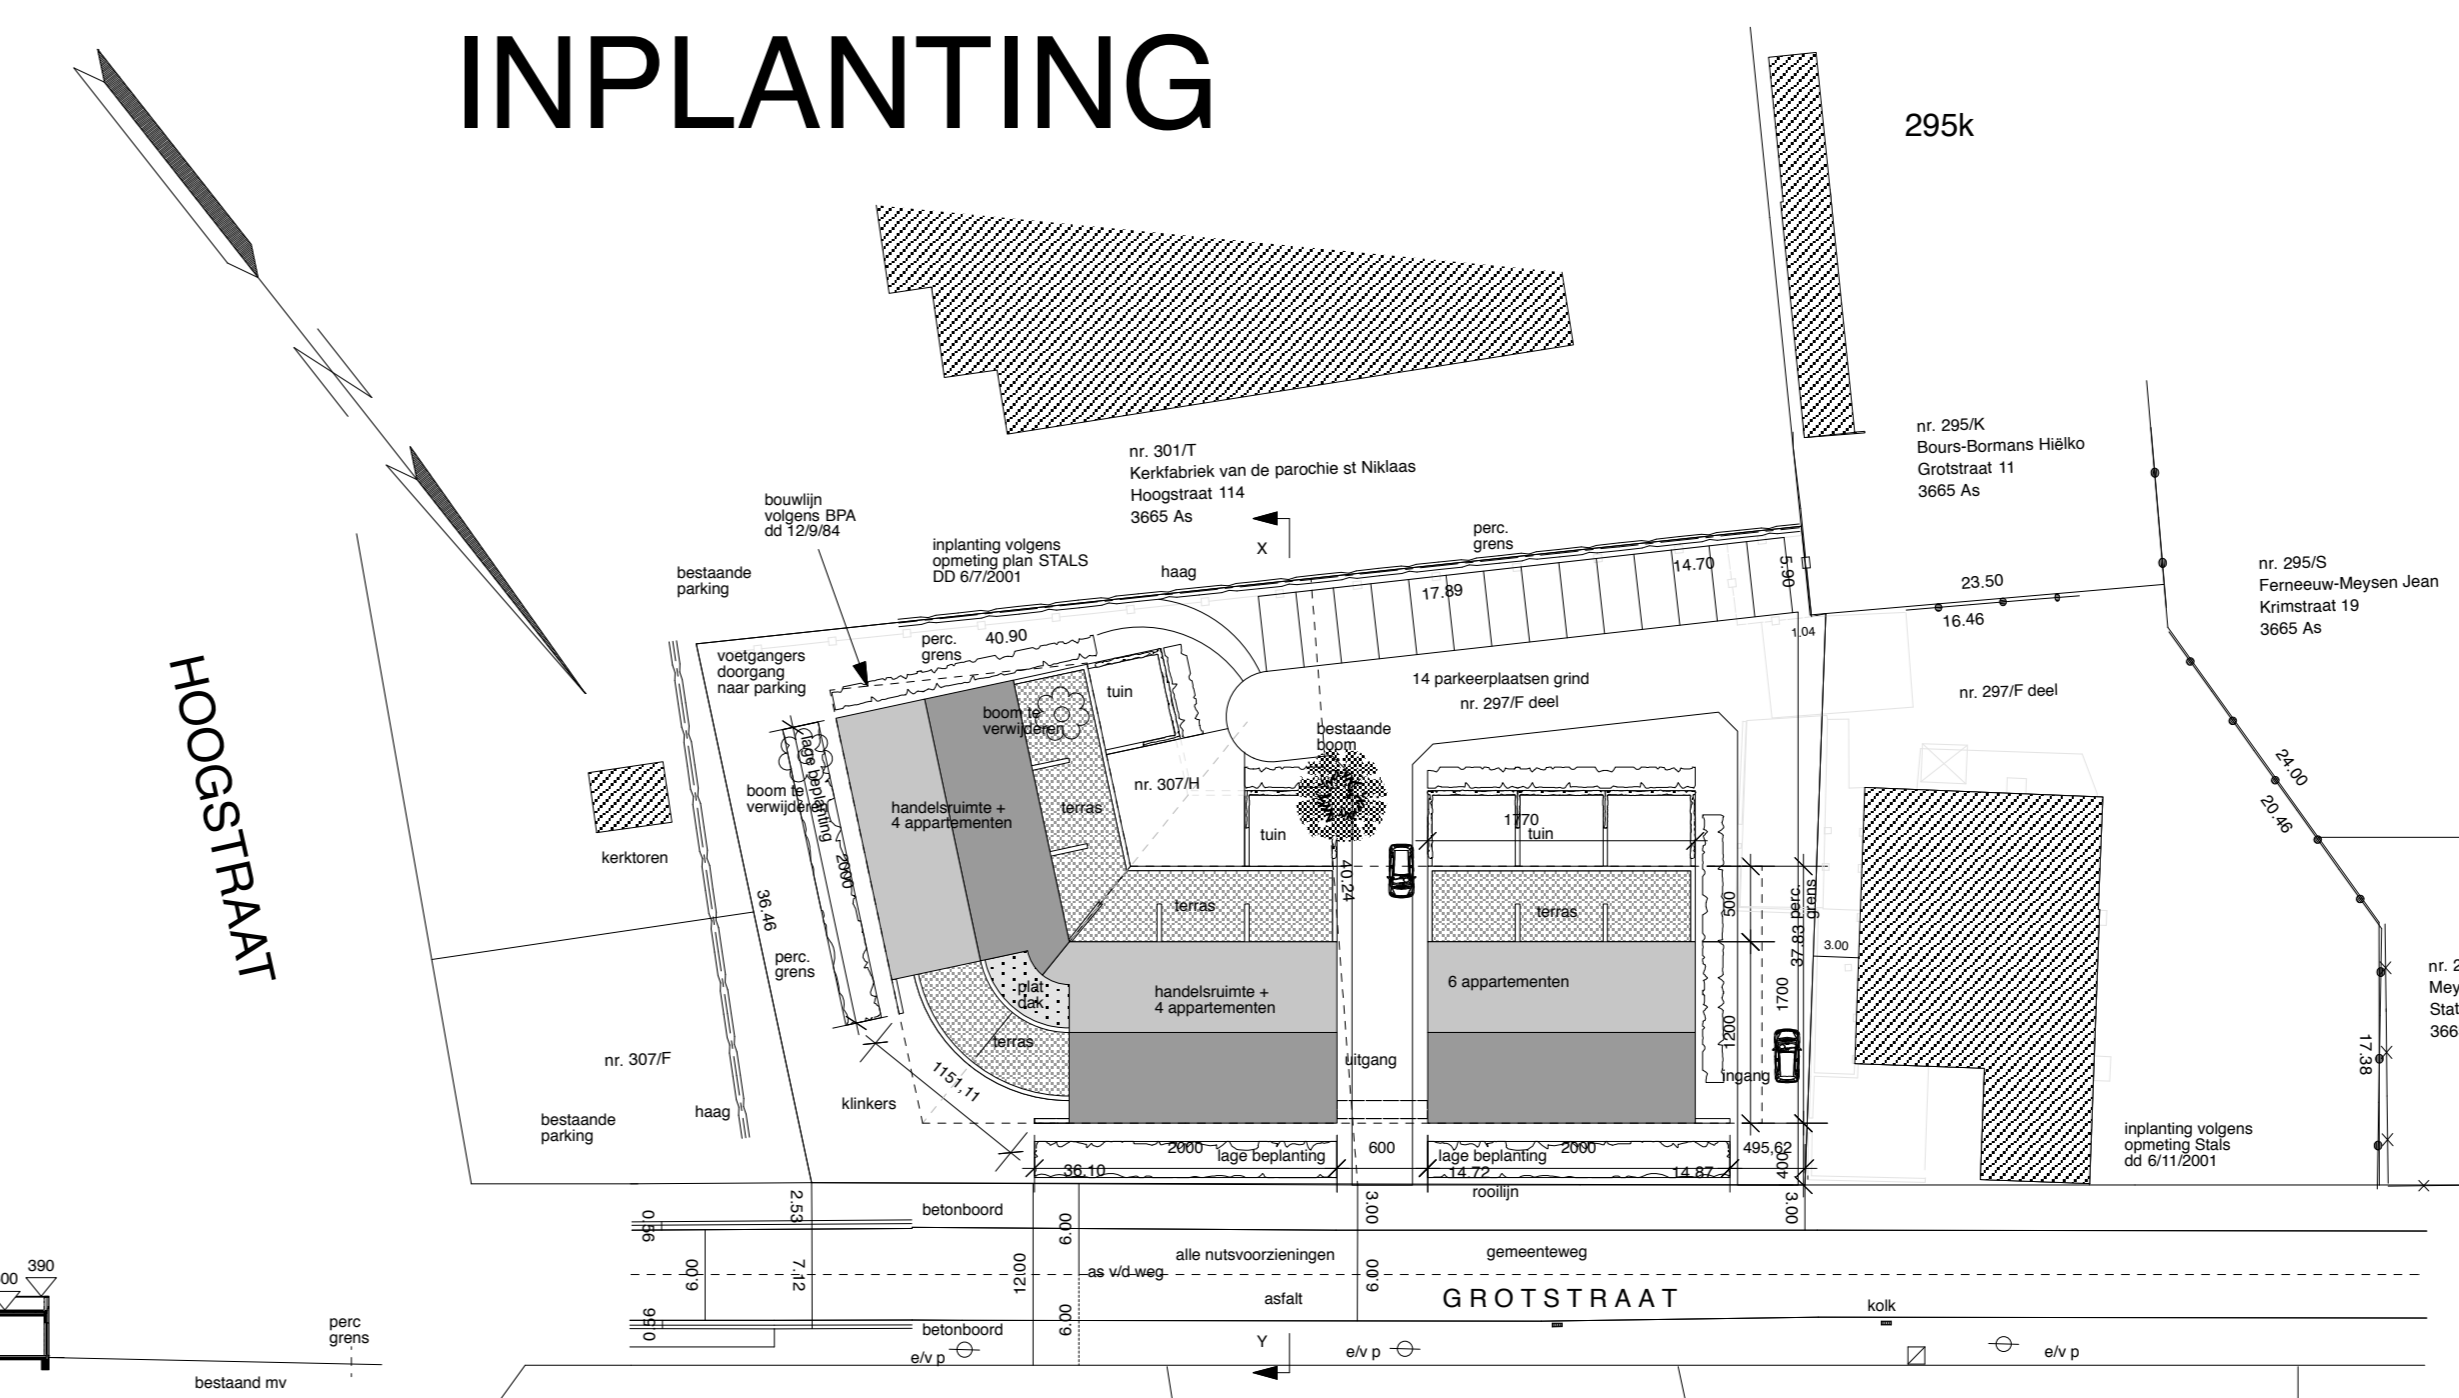 INPLANTING
295k
HOOGSTRAAT
nr. 301/T
Kerkfabriek van de parochie st Niklaas
Hoogstraat 114
3665 As
nr. 295/K
Bours-Bormans Hiëlko
Grotstraat 11
3665 As
bouwlijn
volgens BPA
dd 12/9/84
inplanting volgens
opmeting plan STALS
DD 6/7/2001
bestaande
parking
haag
X
perc.
grens
nr. 295/S
Ferneeuw-Meysen Jean
Krimstraat 19
3665 As
17.89
14.70
5.90
23.50
16.46
1.04
perc.
grens
40.90
voetgangers
doorgang
naar parking
tuin
14 parkeerplaatsen grind
nr. 297/F deel
nr. 297/F deel
boom te
verwijderen
bestaande
boom
nr. 307/H
boom te
verwijderen
lage beplanting
2000
handelsruimte +
4 appartementen
terras
tuin
1770
tuin
24.00
20.46
kerktoren
36.46
perc.
grens
40.24
terras
terras
500
37.83 perc.
grens
3.00
plat
dak
handelsruimte +
4 appartementen
6 appartementen
1700
1200
terras
uitgang
ingang
17.38
nr. 2
Mey
Stat
366
nr. 307/F
1151,11
klinkers
haag
bestaande
parking
inplanting volgens
opmeting Stals
dd 6/11/2001
2000
lage beplanting
600
lage beplanting
2000
495,62
400
36.10
14.72
14.87
rooilijn
2.53
3.00
3.00
0.56
betonboord
6.00
alle nutsvoorzieningen
gemeenteweg
6.00
7.12
12.00
as v/d weg
6.00
asfalt
GROTSTRAAT
kolk
0.56
betonboord
6.00
e/v p
Y
e/v p
e/v p
00
390
perc
grens
bestaand mv